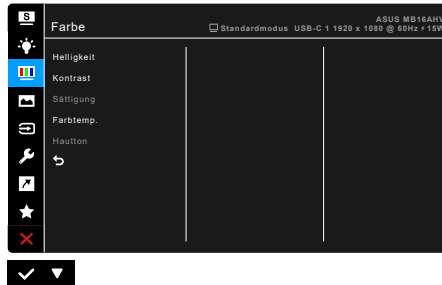 S
Farbe
ASUS MB16AHV
Standardmodus USB-C 1 1920 x 1080 @ 60Hz 15W
Helligkeit
Kontrast
Sättigung
Farbtemp.
Hautton